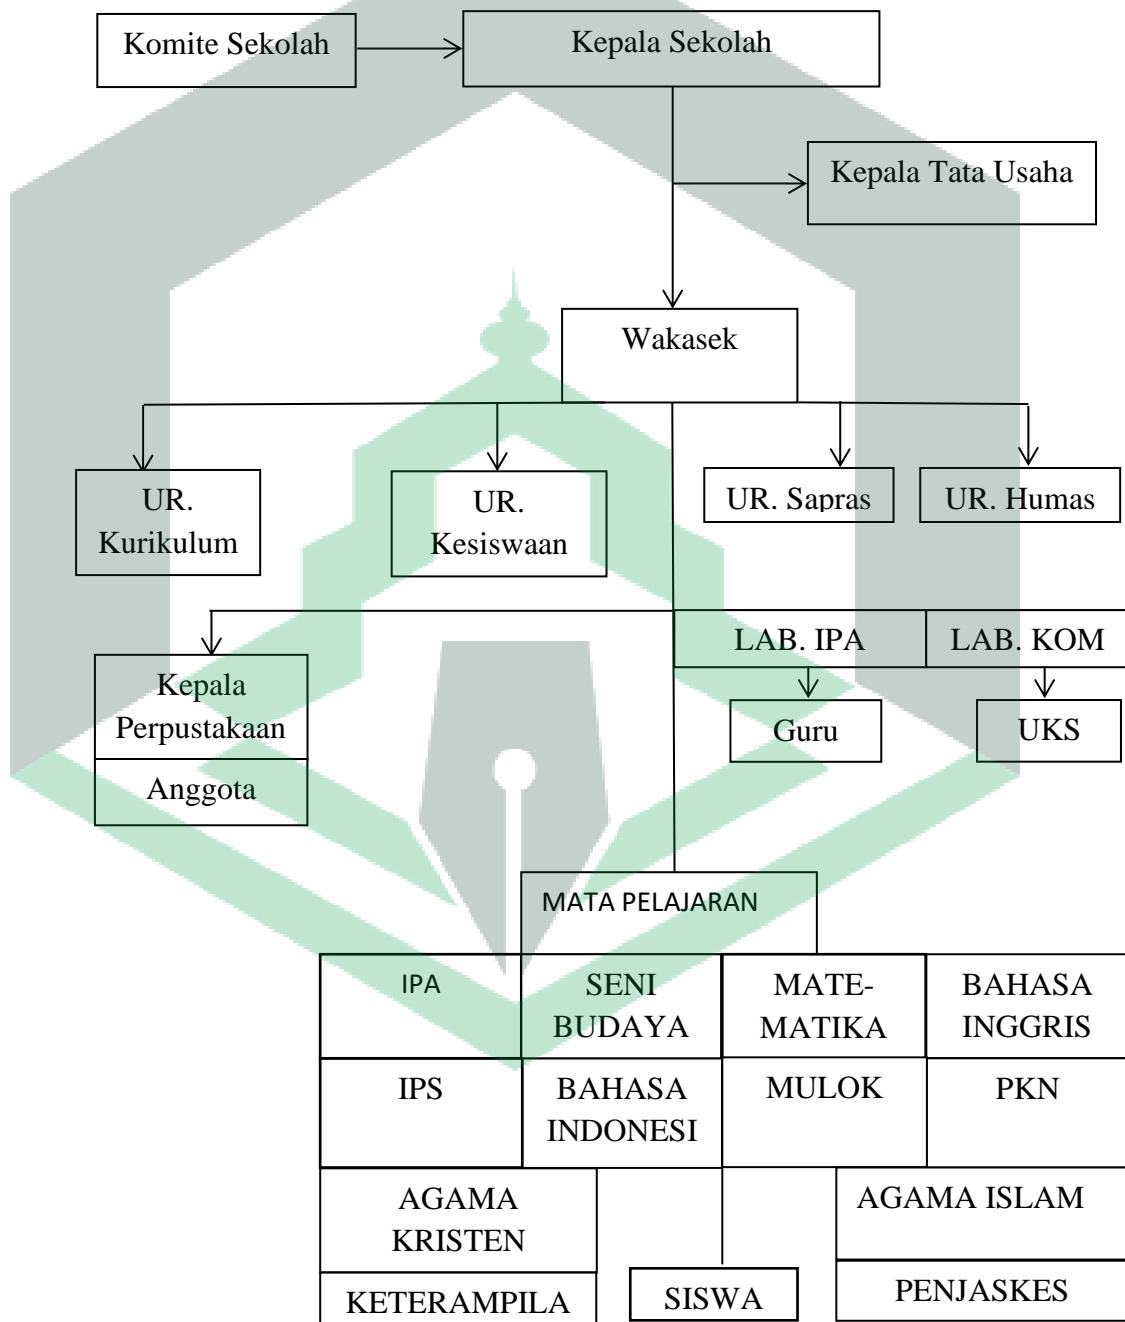 Komite Sekolah
Kepala Sekolah
Kepala Tata Usaha
Wakasek
UR.
Kurikulum
UR.
Kesiswaan
UR. Sapras
UR. Humas
LAB. IPA
LAB. KOM
Kepala
Perpustakaan
Anggota
Guru
UKS
MATA PELAJARAN
IPA
SENI
BUDAYA
MATE-
MATIKA
BAHASA
INGGRIS
IPS
BAHASA
INDONESI
MULOK
PKN
AGAMA
KRISTEN
AGAMA ISLAM
KETERAMPILA
SISWA
PENJASKES